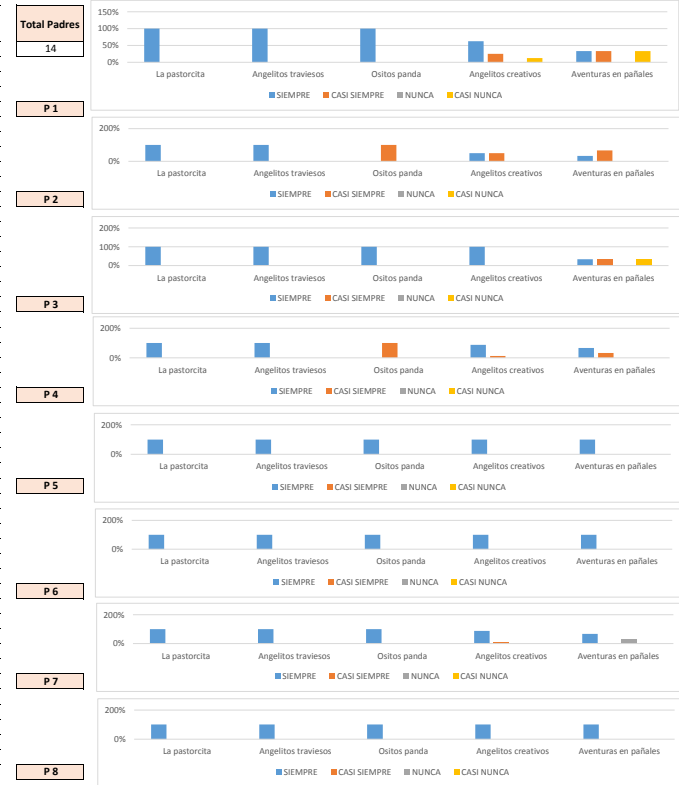 Total Padres
14
150%
100%
50%
0%
La pastorcita Angelitos traviesos Ositos panda Angelitos creativos Aventuras en pañales
SIEMPRE CASI SIEMPRE NUNCA CASI NUNCA
P 1
200%
0%
La pastorcita Angelitos traviesos Ositos panda Angelitos creativos Aventuras en pañales
SIEMPRE CASI SIEMPRE NUNCA CASI NUNCA
P 2
200%
100%
0%
La pastorcita Angelitos traviesos Ositos panda Angelitos creativos Aventuras en pañales
SIEMPRE CASI SIEMPRE NUNCA CASI NUNCA
P 3
200%
0%
La pastorcita Angelitos traviesos Ositos panda Angelitos creativos Aventuras en pañales
SIEMPRE CASI SIEMPRE NUNCA CASI NUNCA
P 4
200%
0%
La pastorcita Angelitos traviesos Ositos panda Angelitos creativos Aventuras en pañales
SIEMPRE CASI SIEMPRE NUNCA CASI NUNCA
P 5
200%
0%
La pastorcita Angelitos traviesos Ositos panda Angelitos creativos Aventuras en pañales
SIEMPRE CASI SIEMPRE NUNCA CASI NUNCA
P 6
200%
0%
La pastorcita Angelitos traviesos Ositos panda Angelitos creativos Aventuras en pañales
SIEMPRE CASI SIEMPRE NUNCA CASI NUNCA
P 7
200%
0%
La pastorcita Angelitos traviesos Ositos panda Angelitos creativos Aventuras en pañales
SIEMPRE CASI SIEMPRE NUNCA CASI NUNCA
P 8